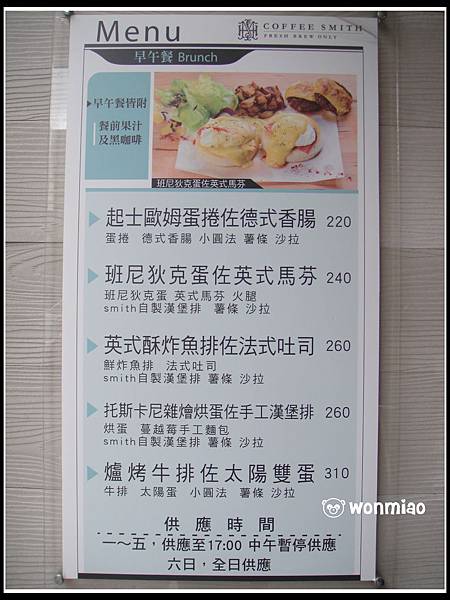 Menu
COFFEE SMITH
FRESH BREW ONLY
早午餐 Brunch
早午餐皆附
餐前果汁
及黑咖啡
班尼狄克蛋佐英式馬芬
起士歐姆蛋捲佐德式香腸 220
蛋捲 德式香腸 小圓法 薯條 沙拉
班尼狄克蛋佐英式馬芬 240
班尼狄克蛋 英式馬芬 火腿
smith自製漢堡排 薯條 沙拉
英式酥炸魚排佐法式吐司 260
鮮炸魚排 法式吐司
smith自製漢堡排 薯條 沙拉
托斯卡尼雜燴烘蛋佐手工漢堡排 260
烘蛋 蔓越莓手工麵包
smith自製漢堡排 薯條 沙拉
爐烤牛排佐太陽雙蛋 310
牛排 太陽蛋 小圓法 薯條 沙拉
wonmiao
供應時間
一～五，供應至17:00 中午暫停供應
六日，全日供應